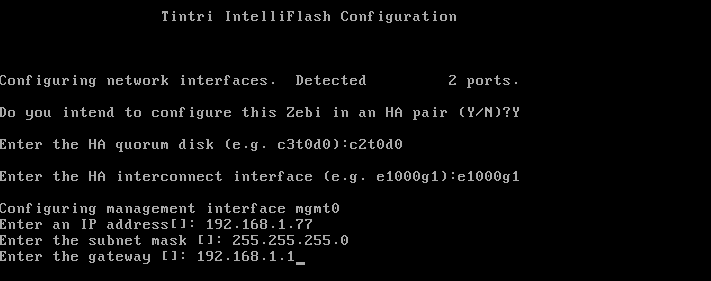 Tintri IntelliFlash Configuration
Configuring network interfaces.  Detected         2 ports.
Do you intend to configure this Zebi in an HA pair (Y/N)?Y
Enter the HA quorum disk (e.g. c3t0d0):c2t0d0
Enter the HA interconnect interface (e.g. e1000g1):e1000g1
Configuring management interface mgmt0
Enter an IP address[]: 192.168.1.77
Enter the subnet mask []: 255.255.255.0
Enter the gateway []: 192.168.1.1_